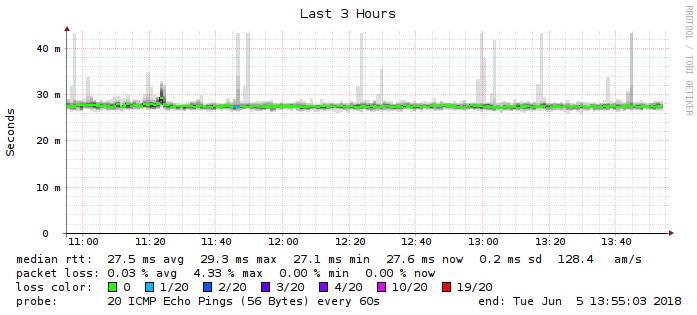 Last 3 Hours
RRDTOOL / TOBI OETIKER
Seconds
40 m
30 m
20 m
10 m
0
11:00 11:20 11:40 12:00 12:20 12:40 13:00 13:20 13:40
median rtt: 27.5 ms avg 29.3 ms max 27.1 ms min 27.6 ms now 0.2 ms sd 128.4 am/s
packet loss: 0.03 % avg 4.33 % max 0.00 % min 0.00 % now
loss color: 0 1/20 2/20 3/20 4/20 10/20 19/20
probe: 20 ICMP Echo Pings (56 Bytes) every 60s end: Tue Jun 5 13:55:03 2018